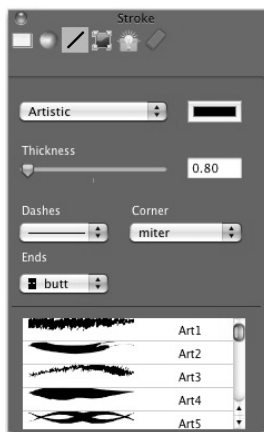 Stroke
Artistic
Thickness
0.80
Dashes Corner
miter
Ends
butt
Art1
Art2
Art3
Art4
Art5